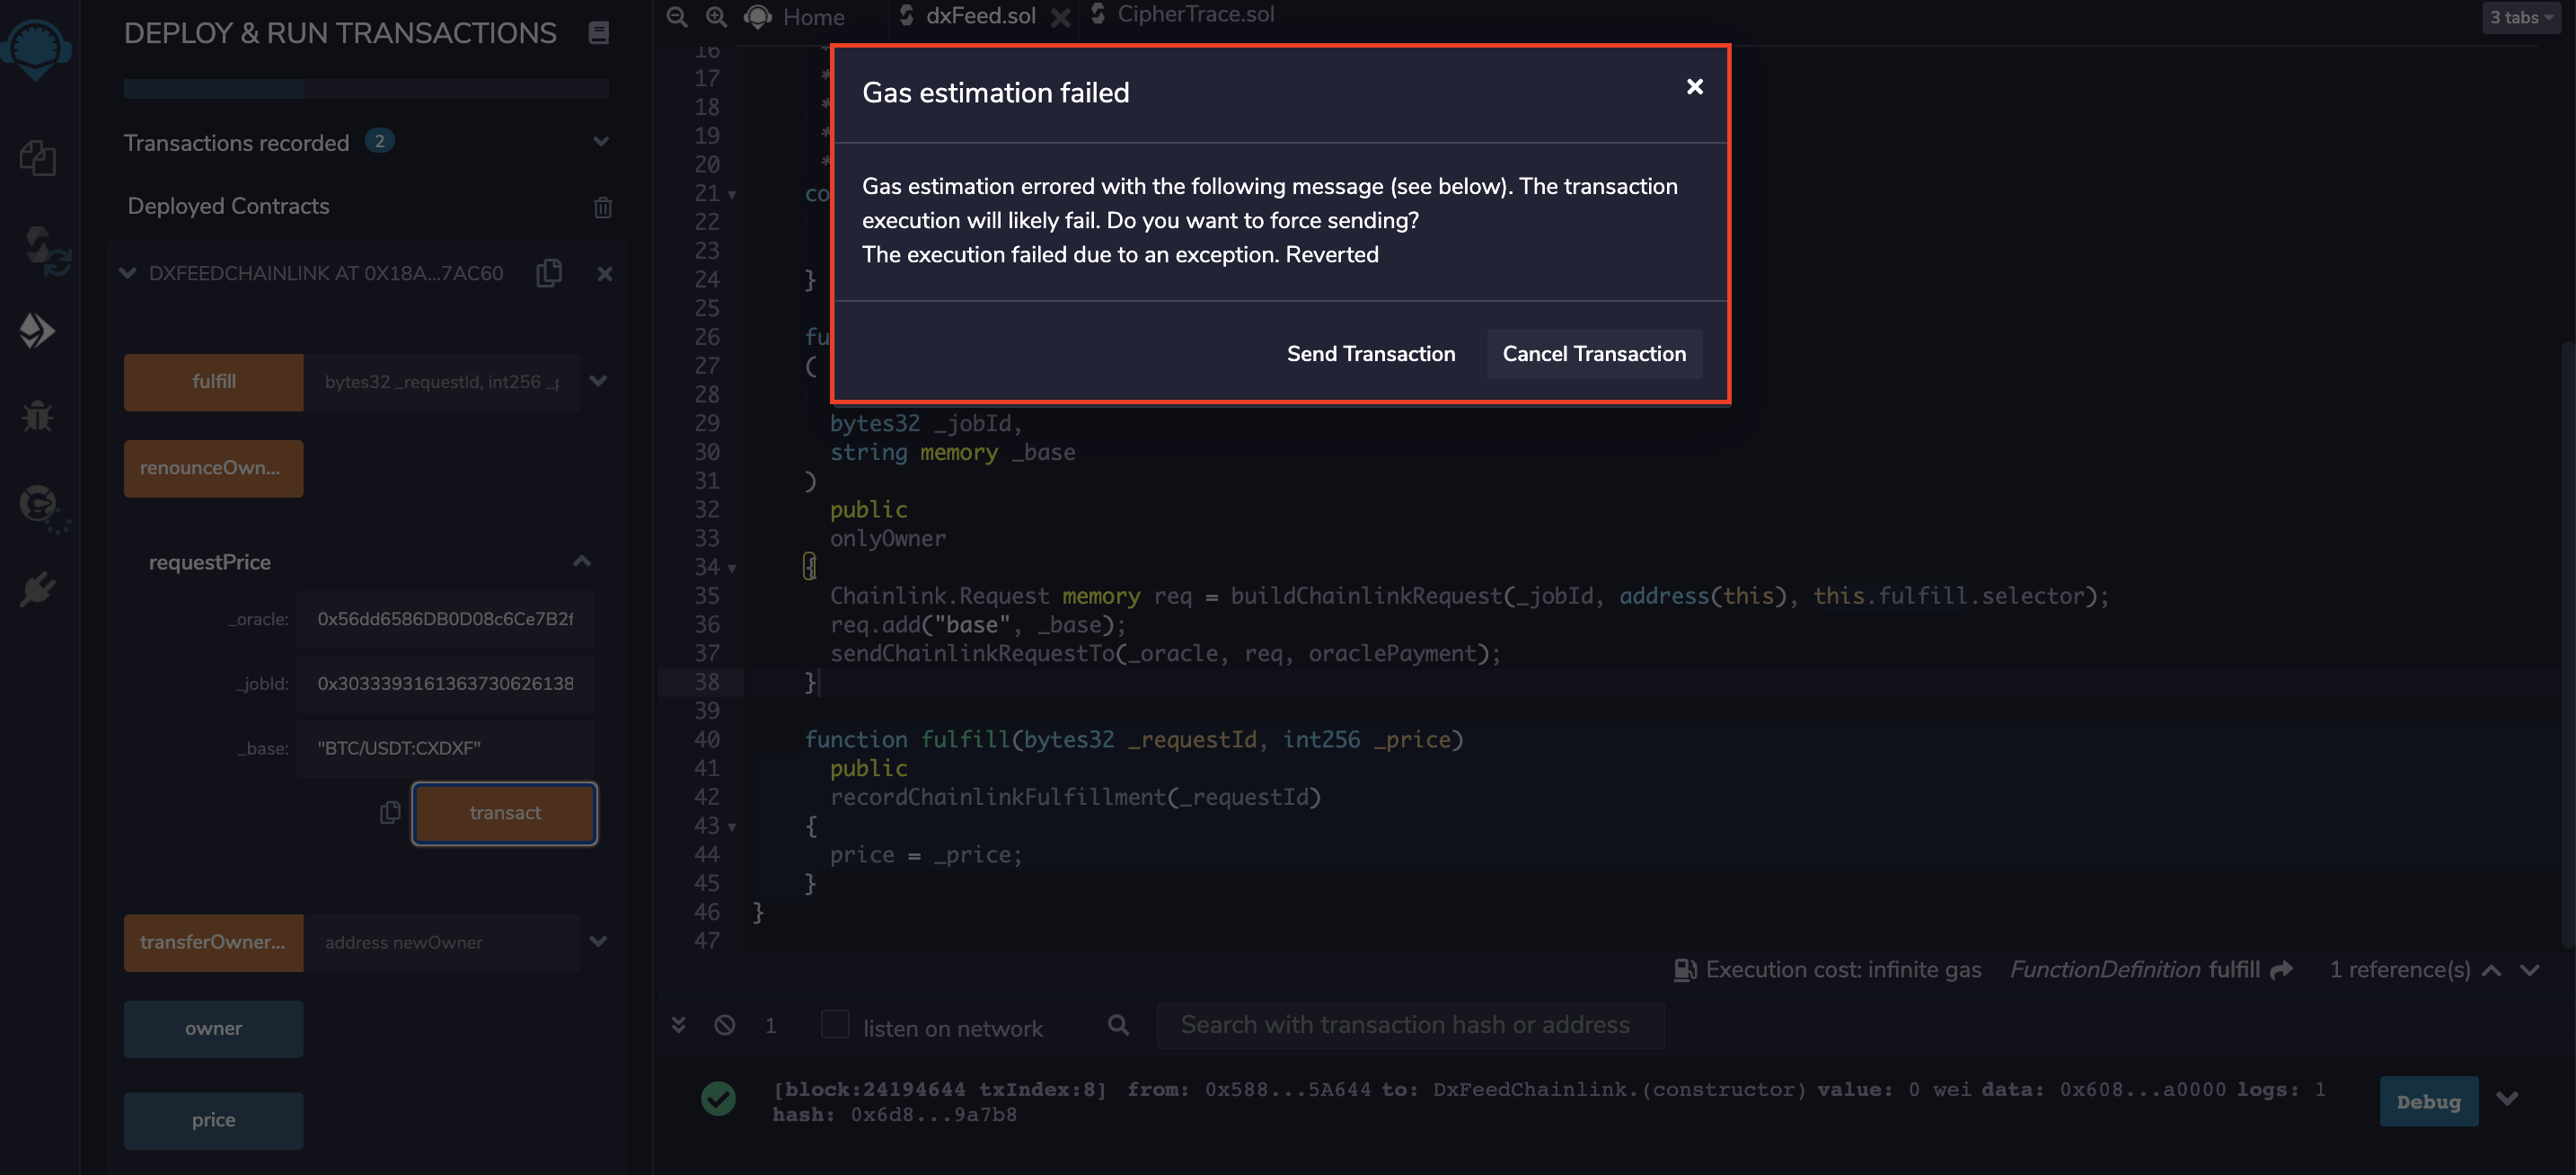 DEPLOY & RUN TRANSACTIONS
Transactions recorded 2
Deployed Contracts
DXFEEDCHAINLINK AT 0X18A...7AC60
fulfill bytes32 _requestId, int256 _p
renounceOwn...
requestPrice
_oracle: 0x56dd6586DB0D08c6Ce7B2f
_jobId: 0x3033393161363730626138
_base: "BTC/USDT:CXDXF"
transact
transferOwner... address newOwner
owner
price
Home dxFeed.sol CipherTrace.sol 3 tabs
16 *
17 *
18 *
19 *
20 *
21 co
22
23
24 }
25
26 fu
27 (
28
29 bytes32 _jobId,
30 string memory _base
31 )
32 public
33 onlyOwner
34 {
35 Chainlink.Request memory req = buildChainlinkRequest(_jobId, address(this), this.fulfill.selector);
36 req.add("base", _base);
37 sendChainlinkRequestTo(_oracle, req, oraclePayment);
38 }
39
40 function fulfill(bytes32 _requestId, int256 _price)
41 public
42 recordChainlinkFulfillment(_requestId)
43 {
44 price = _price;
45 }
46 }
47
Gas estimation failed
Gas estimation errored with the following message (see below). The transaction
execution will likely fail. Do you want to force sending?
The execution failed due to an exception. Reverted
Send Transaction Cancel Transaction
Execution cost: infinite gas FunctionDefinition fulfill 1 reference(s)
1 listen on network Search with transaction hash or address
[block:24194644 txIndex:8] from: 0x588...5A644 to: DxFeedChainlink.(constructor) value: 0 wei data: 0x608...a0000 logs: 1
hash: 0x6d8...9a7b8
Debug